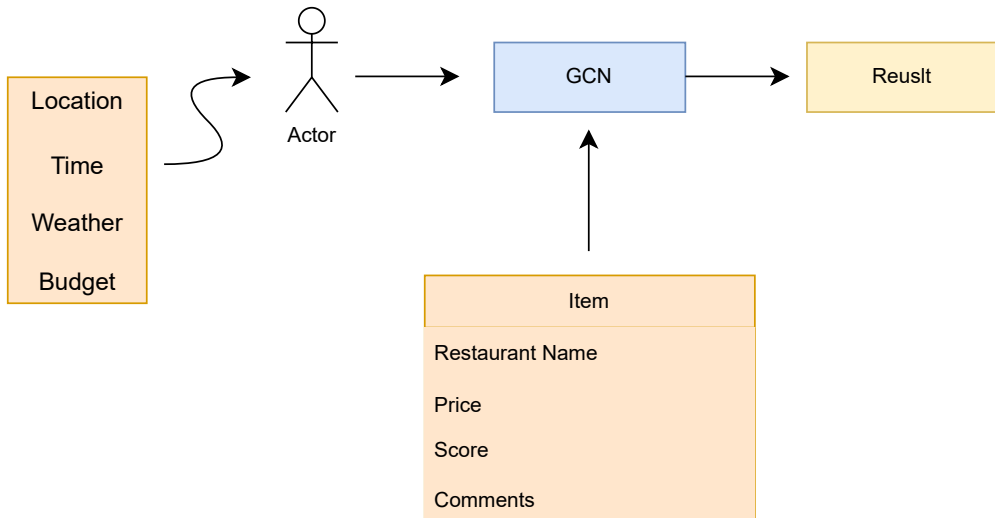 Location
Time
Weather
Budget
Actor
GCN
Reuslt
Item
Restaurant Name
Price
Score
Comments